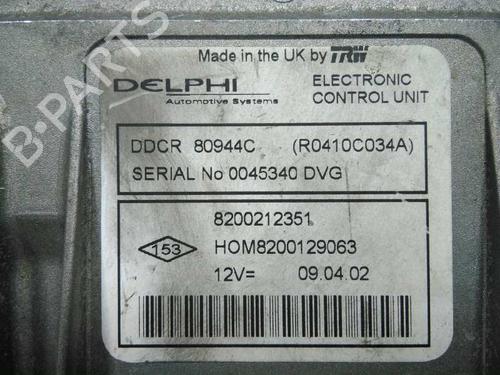 Made in the UK by TRW
DELPHI
Automotive Systems
ELECTRONIC
CONTROL UNIT
DDCR 80944C (R0410C034A)
SERIAL No 0045340 DVG
8200212351
153 HOM8200129063
12V= 09.04.02
B-PARTS